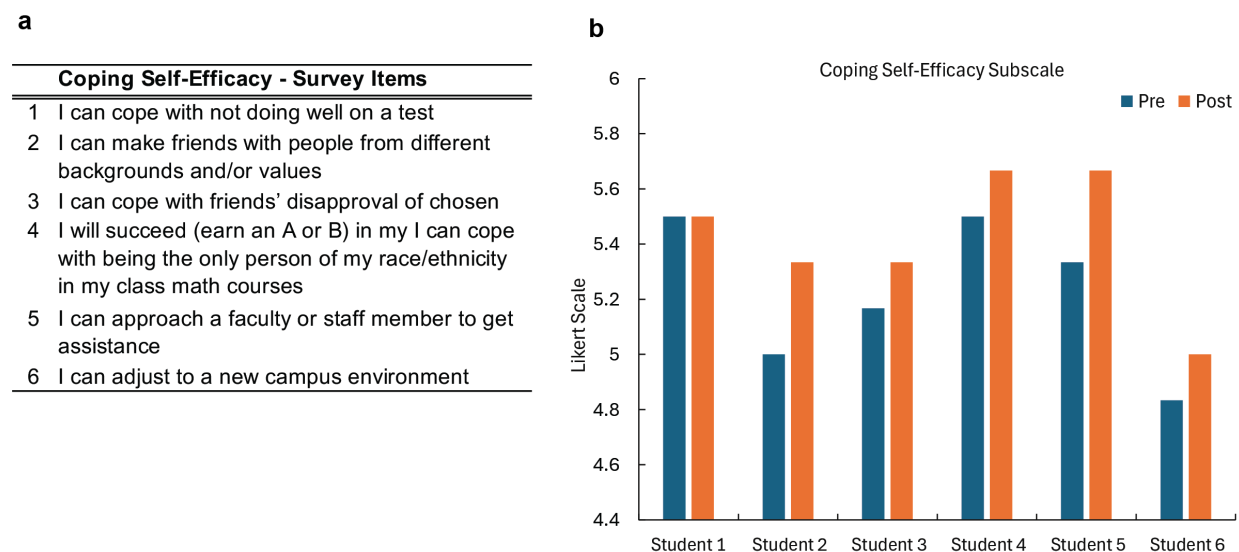 a
Coping Self-Efficacy - Survey Items
1 I can cope with not doing well on a test
2 I can make friends with people from different
backgrounds and/or values
3 I can cope with friends’ disapproval of chosen
4 I will succeed (earn an A or B) in my I can cope
with being the only person of my race/ethnicity
in my class math courses
5 I can approach a faculty or staff member to get
assistance
6 I can adjust to a new campus environment
b
Coping Self-Efficacy Subscale
Pre Post
Likert Scale
6
5.8
5.6
5.4
5.2
5
4.8
4.6
4.4
Student 1 Student 2 Student 3 Student 4 Student 5 Student 6